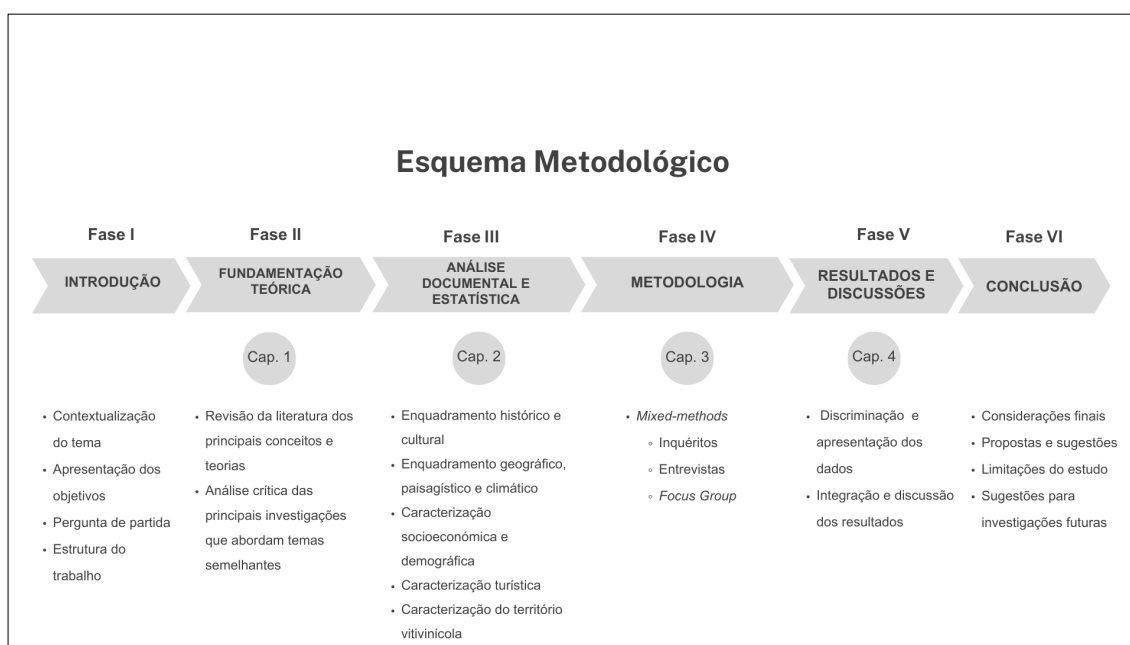 Esquema Metodológico
Fase I
INTRODUÇÃO
• Contextualização
do tema
• Apresentação dos
objetivos
• Pergunta de partida
• Estrutura do
trabalho
Fase II
FUNDAMENTAÇÃO
TEÓRICA
Cap. 1
• Revisão da literatura dos
principais conceitos e
teorias
• Análise crítica das
principais investigações
que abordam temas
semelhantes
Fase III
ANÁLISE
DOCUMENTAL E
ESTATÍSTICA
Cap. 2
• Enquadramento histórico e
cultural
• Enquadramento geográfico,
paisagístico e climático
• Caracterização
socioeconómica e
demográfica
• Caracterização turística
• Caracterização do território
vitivinícola
Fase IV
METODOLOGIA
Cap. 3
• Mixed-methods
◦ Inquéritos
◦ Entrevistas
◦ Focus Group
Fase V
RESULTADOS E
DISCUSSÕES
Cap. 4
• Discriminação e
apresentação dos
dados
• Integração e discussão
dos resultados
Fase VI
CONCLUSÃO
• Considerações finais
• Propostas e sugestões
• Limitações do estudo
• Sugestões para
investigações futuras